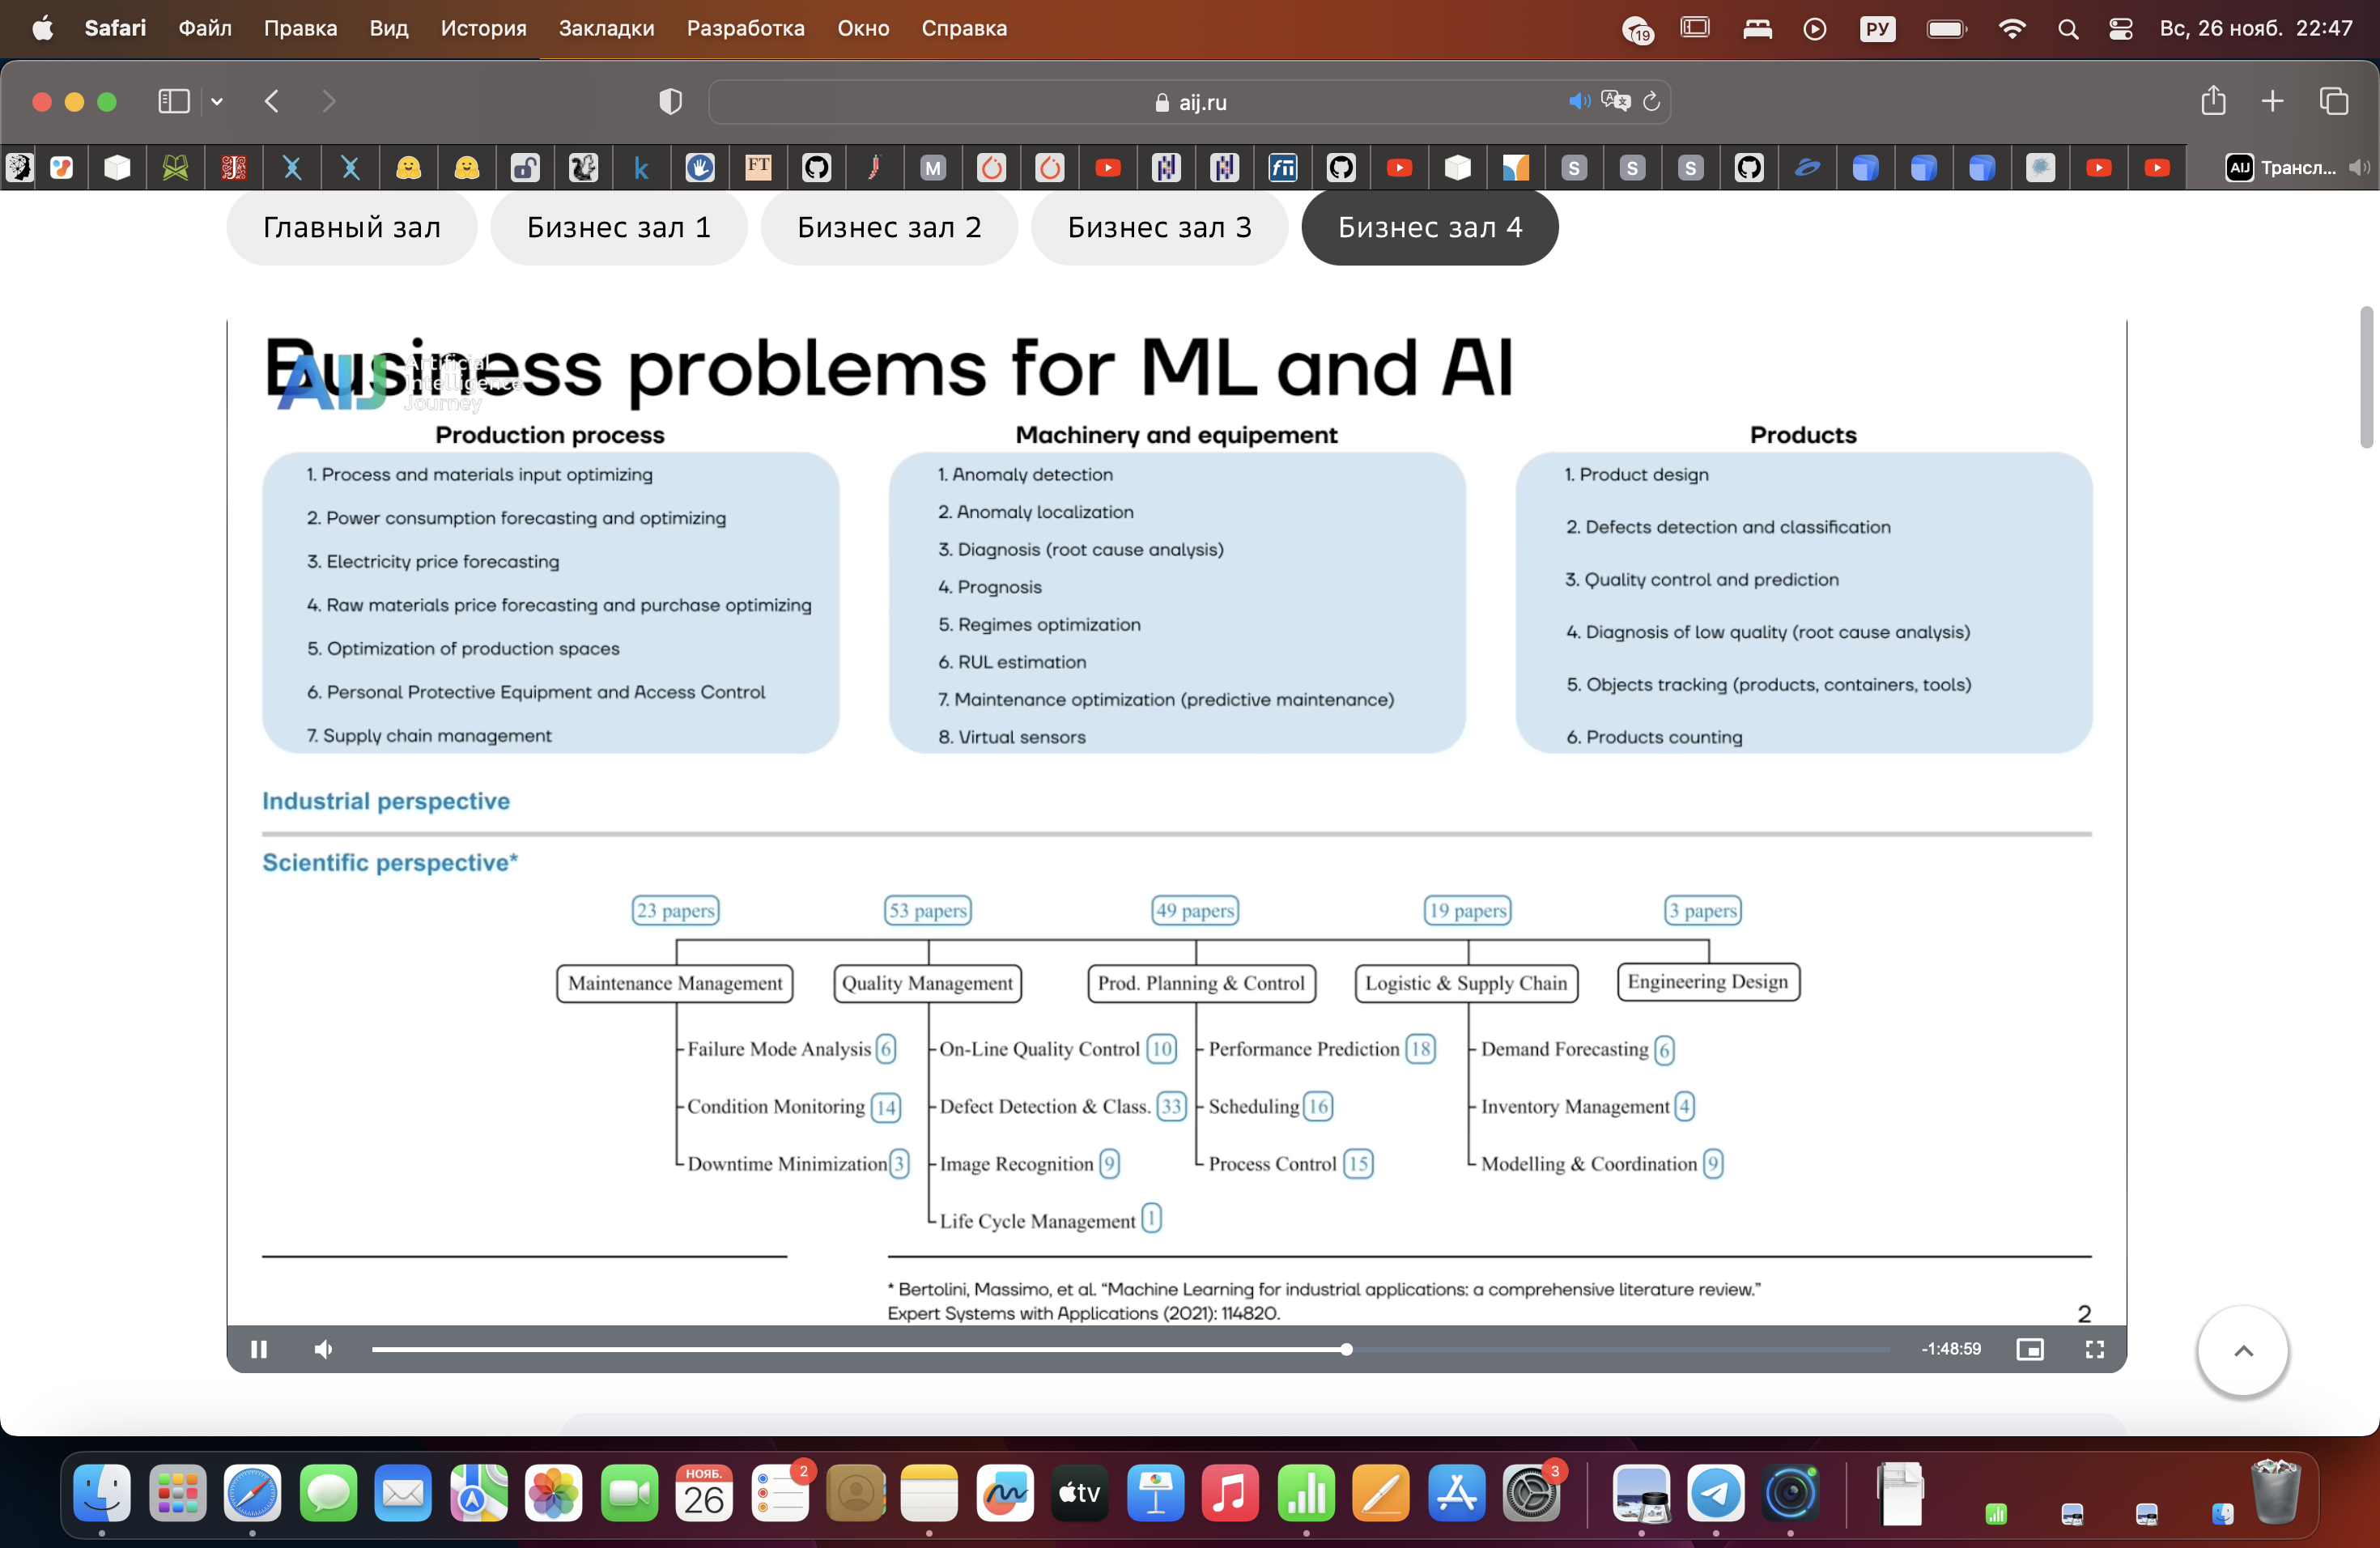 Safari Файл Правка Вид История Закладки Разработка Окно Справка 19 РУ Вс, 26 нояб. 22:47
aij.ru
k FT M fn S S S AIJ Трансл...
Главный зал Бизнес зал 1 Бизнес зал 2 Бизнес зал 3 Бизнес зал 4
Business problems for ML and AI
AIJ Artificial Intelligence Journey
Production process
1. Process and materials input optimizing
2. Power consumption forecasting and optimizing
3. Electricity price forecasting
4. Raw materials price forecasting and purchase optimizing
5. Optimization of production spaces
6. Personal Protective Equipment and Access Control
7. Supply chain management
Machinery and equipement
1. Anomaly detection
2. Anomaly localization
3. Diagnosis (root cause analysis)
4. Prognosis
5. Regimes optimization
6. RUL estimation
7. Maintenance optimization (predictive maintenance)
8. Virtual sensors
Products
1. Product design
2. Defects detection and classification
3. Quality control and prediction
4. Diagnosis of low quality (root cause analysis)
5. Objects tracking (products, containers, tools)
6. Products counting
Industrial perspective
Scientific perspective*
23 papers 53 papers 49 papers 19 papers 3 papers
Maintenance Management Quality Management Prod. Planning & Control Logistic & Supply Chain Engineering Design
Failure Mode Analysis 6 On-Line Quality Control 10 Performance Prediction 18 Demand Forecasting 6
Condition Monitoring 14 Defect Detection & Class. 33 Scheduling 16 Inventory Management 4
Downtime Minimization 3 Image Recognition 9 Process Control 15 Modelling & Coordination 9
Life Cycle Management 1
* Bertolini, Massimo, et al. “Machine Learning for industrial applications: a comprehensive literature review.”
Expert Systems with Applications (2021): 114820.
2
-1:48:59
НОЯБ. 26 2 tv 3